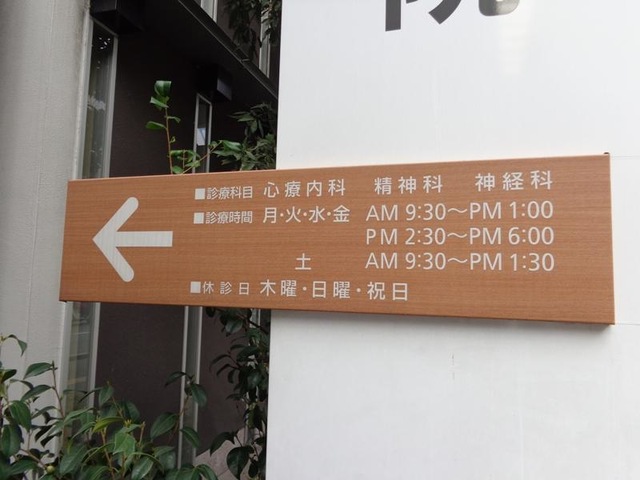 院
■診療科目 心療内科 精神科 神経科
■診療時間 月・火・水・金 AM 9:30〜PM 1:00
PM 2:30〜PM 6:00
土 AM 9:30〜PM 1:30
■休診日 木曜・日曜・祝日